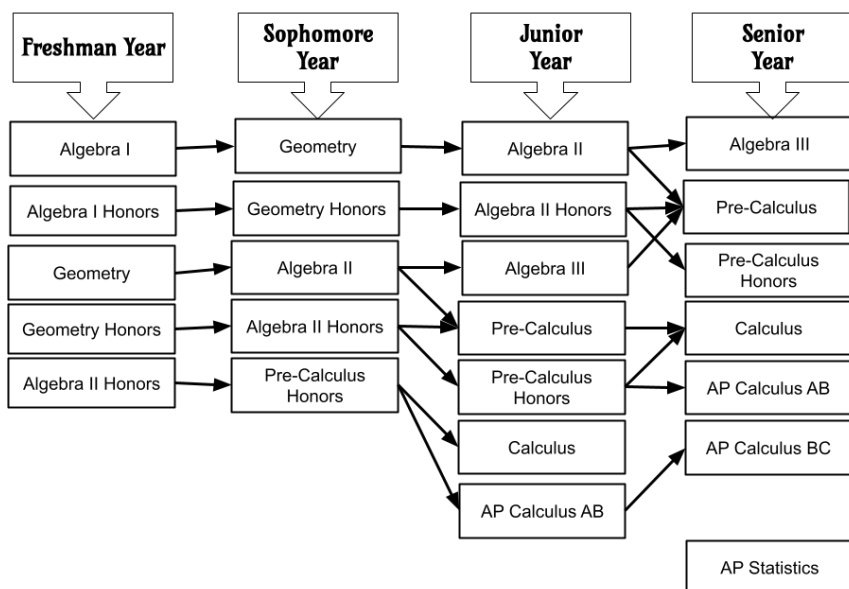 Freshman Year
Sophomore
Year
Junior
Year
Senior
Year
Algebra I
Geometry
Algebra II
Algebra III
Algebra I Honors
Geometry Honors
Algebra II Honors
Pre-Calculus
Geometry
Algebra II
Algebra III
Pre-Calculus
Honors
Geometry Honors
Algebra II Honors
Pre-Calculus
Calculus
Algebra II Honors
Pre-Calculus
Honors
Pre-Calculus
Honors
AP Calculus AB
Calculus
AP Calculus BC
AP Calculus AB
AP Statistics